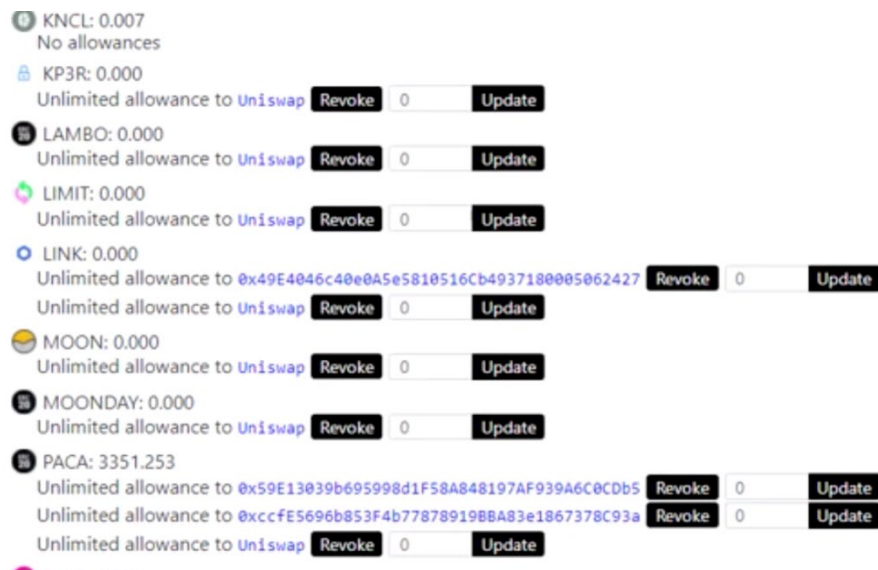 KNCL: 0.007
No allowances
KP3R: 0.000
Unlimited allowance to Uniswap Revoke 0 Update
LAMBO: 0.000
Unlimited allowance to Uniswap Revoke 0 Update
LIMIT: 0.000
Unlimited allowance to Uniswap Revoke 0 Update
LINK: 0.000
Unlimited allowance to 0x49E4046c40e0A5e5810516Cb4937180005062427 Revoke 0 Update
Unlimited allowance to Uniswap Revoke 0 Update
MOON: 0.000
Unlimited allowance to Uniswap Revoke 0 Update
MOONDAY: 0.000
Unlimited allowance to Uniswap Revoke 0 Update
PACA: 3351.253
Unlimited allowance to 0x59E13039b695998d1F58A848197AF939A6C0CDb5 Revoke 0 Update
Unlimited allowance to 0xccfE5696b853F4b77878919BBA83e1867378C93a Revoke 0 Update
Unlimited allowance to Uniswap Revoke 0 Update